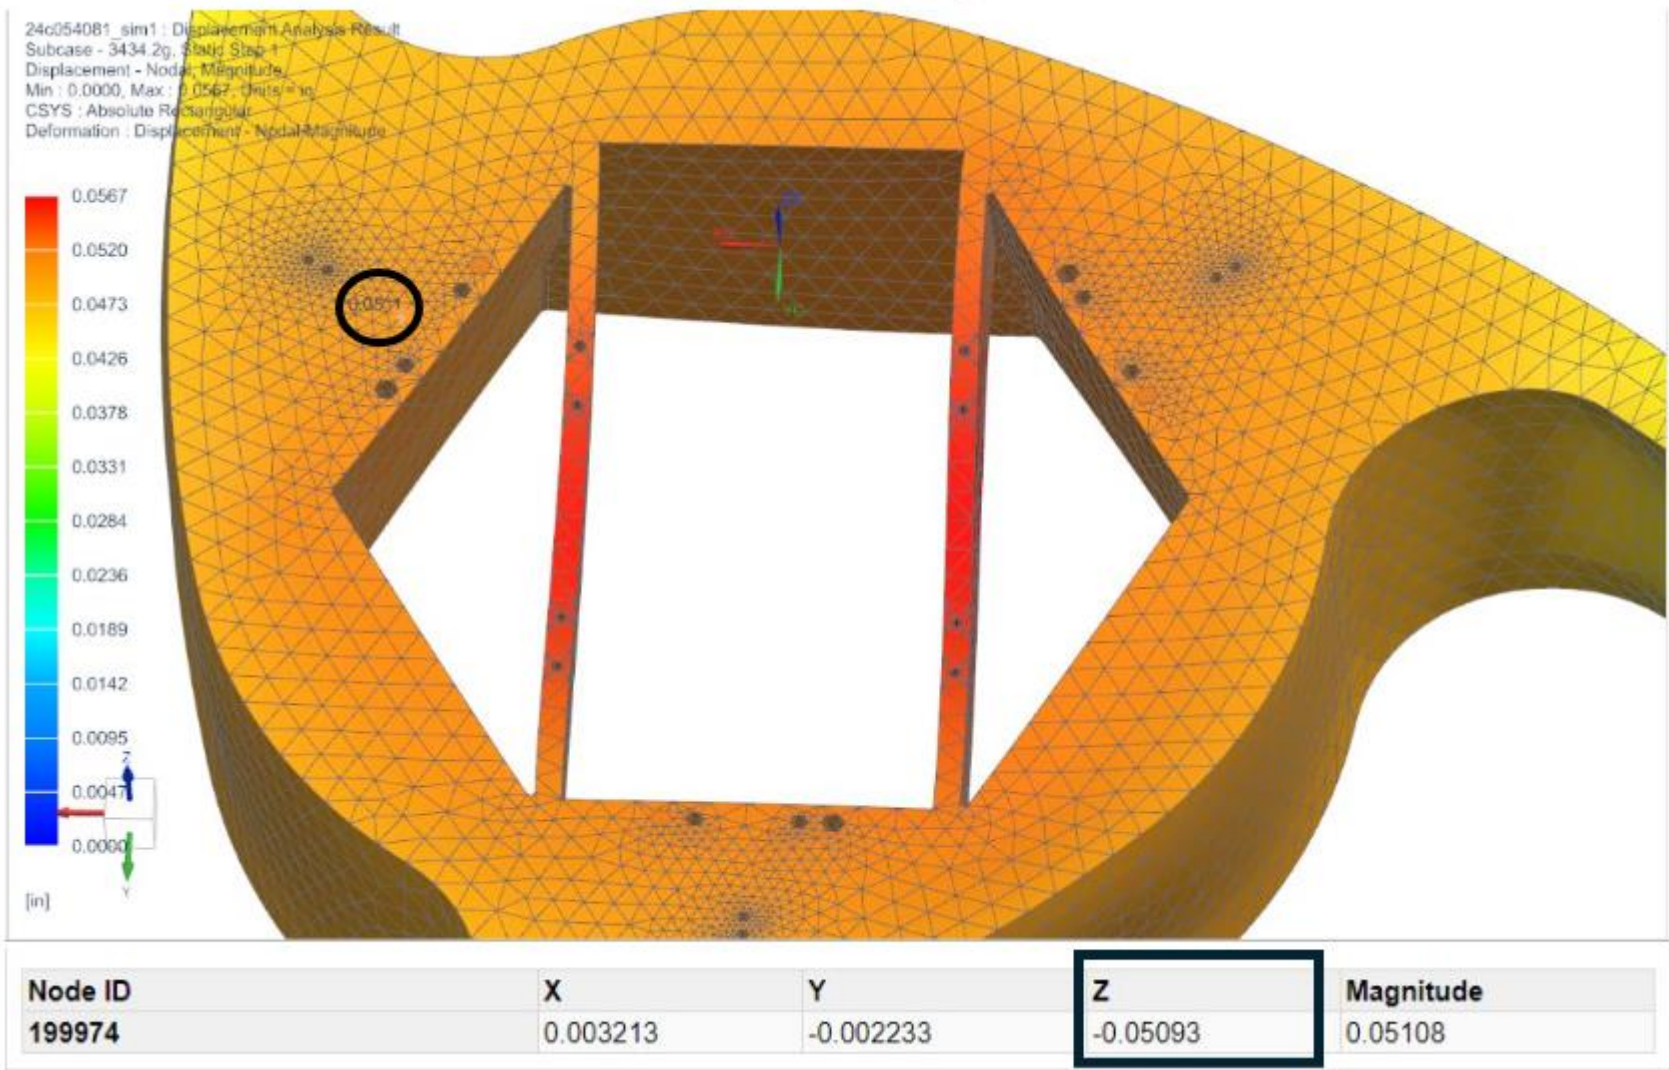 24c054081_sim1 : Displacement Analysis Result
Subcase - 3434.2g, Static Step 1
Displacement - Nodal, Magnitude
Min : 0.0000, Max : 0.0567, Units = in
CSYS : Absolute Rectangular
Deformation : Displacement - Nodal Magnitude
0.0567
0.0520
0.0473
0.0426
0.0378
0.0331
0.0284
0.0236
0.0189
0.0142
0.0095
0.0047
0.0000
[in]
Z
Y
0.0511
Node ID X Y Z Magnitude
199974 0.003213 -0.002233 -0.05093 0.05108